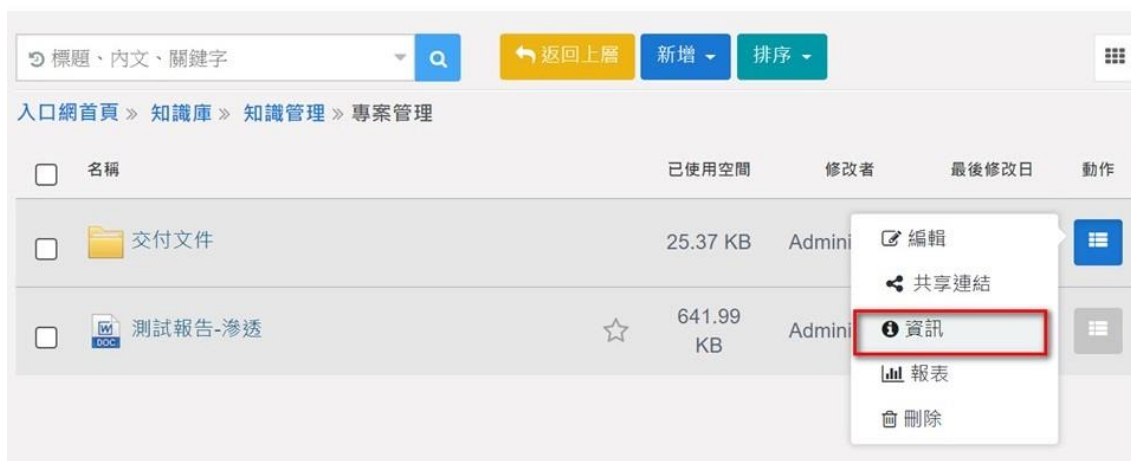 標題、內文、關鍵字
返回上層 新增 排序
入口網首頁 » 知識庫 » 知識管理 » 專案管理
名稱 已使用空間 修改者 最後修改日 動作
交付文件 25.37 KB Admini
測試報告-滲透 641.99 KB Admini
DOC
編輯
共享連結
資訊
報表
刪除